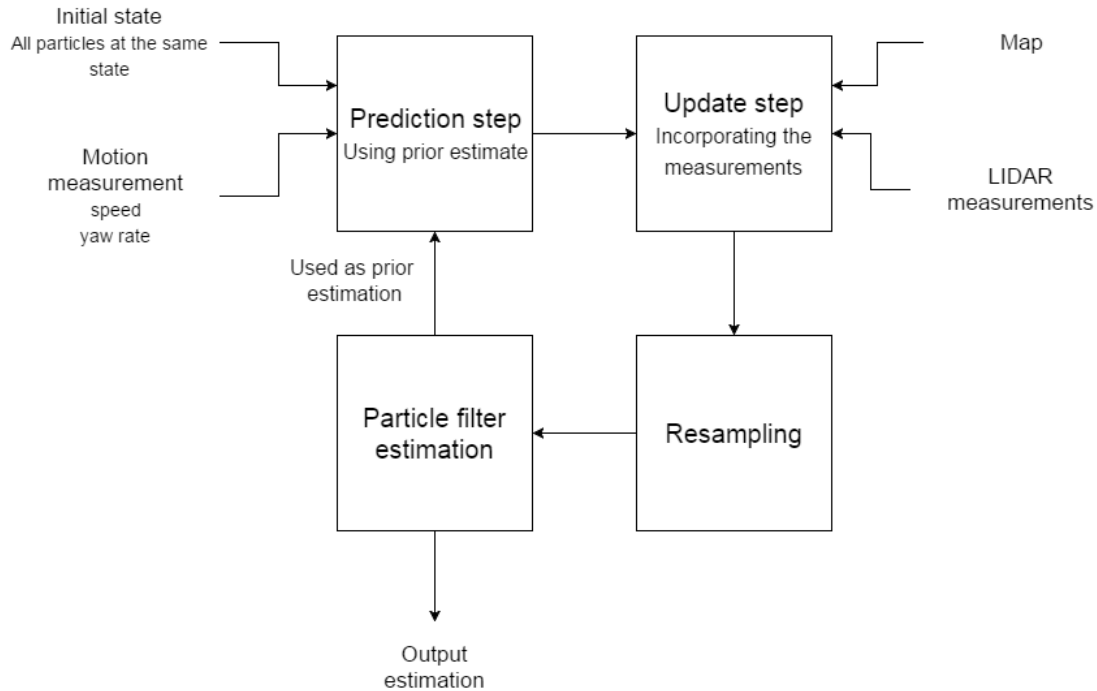 Initial state
All particles at the same
state
Motion
measurement
speed
yaw rate
Prediction step
Using prior estimate
Update step
Incorporating the
measurements
Map
LIDAR
measurements
Used as prior
estimation
Particle filter
estimation
Resampling
Output
estimation